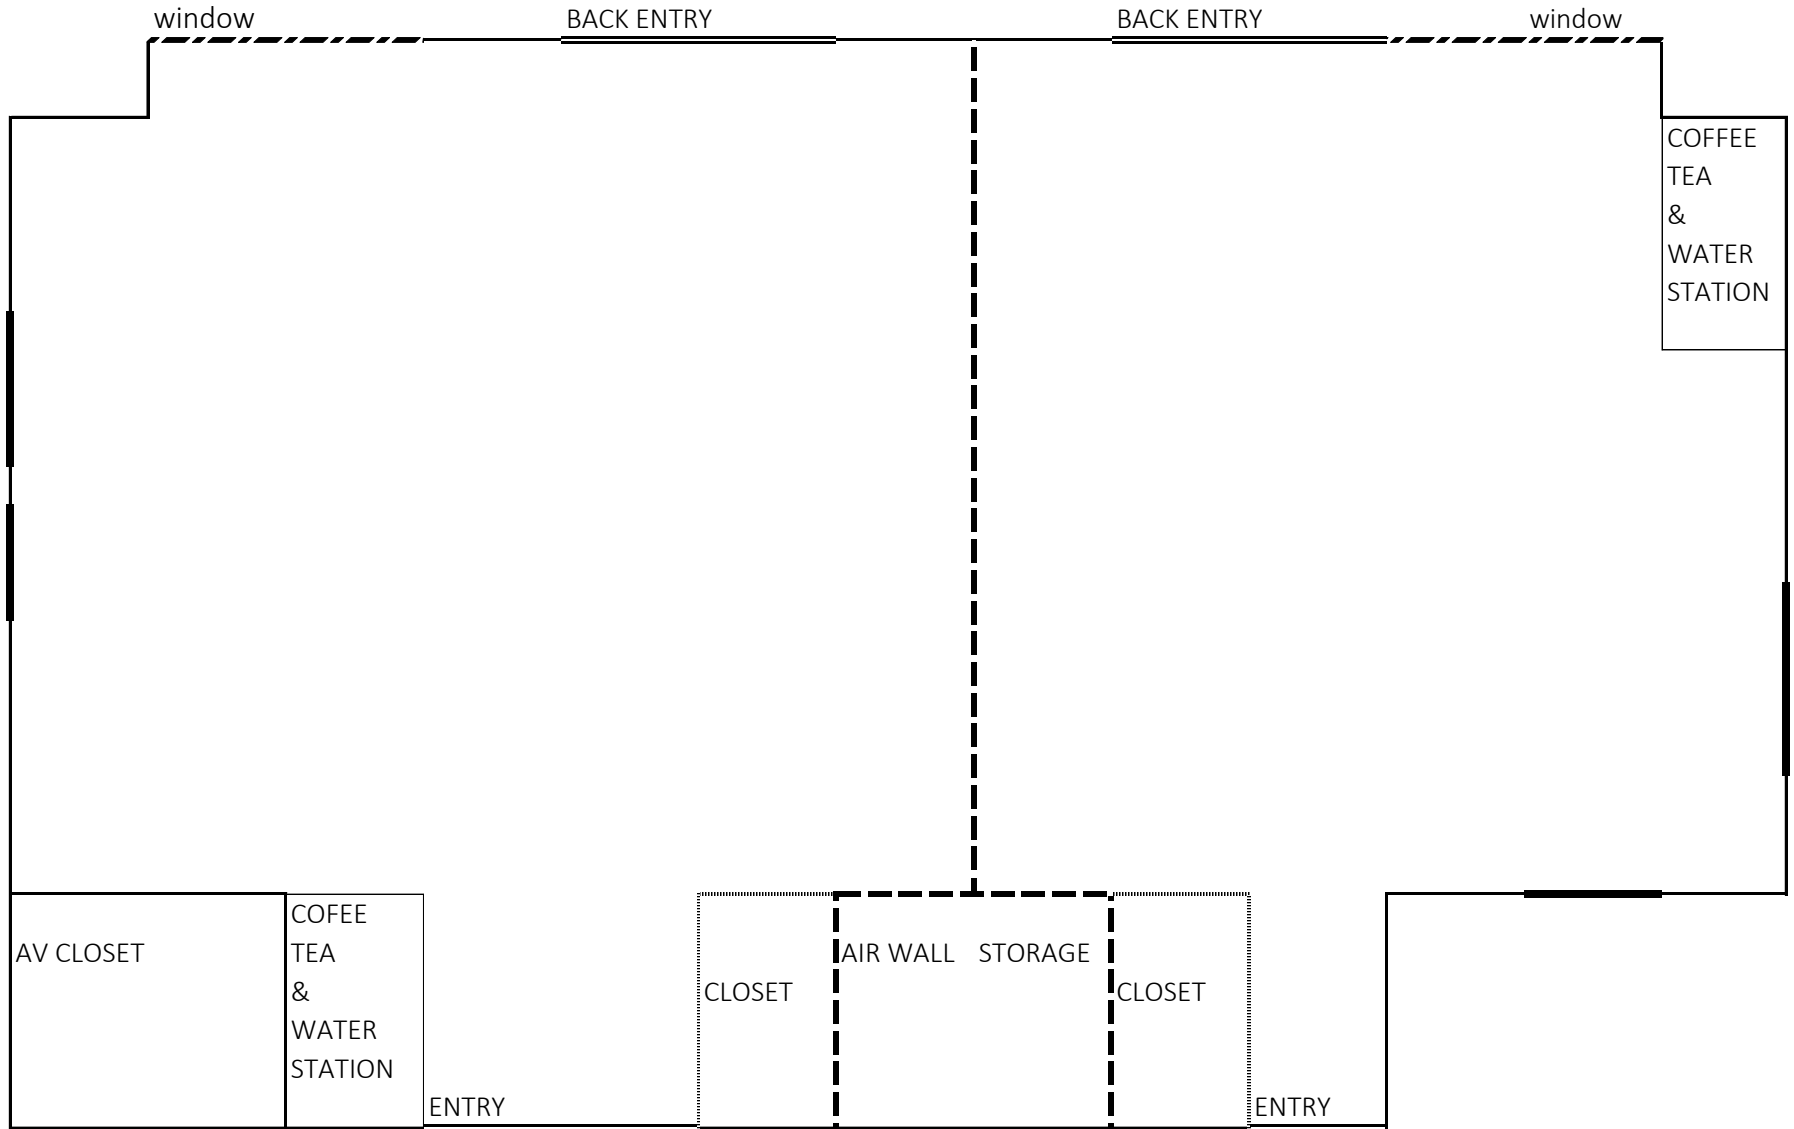 window
BACK ENTRY
BACK ENTRY
window
COFFEE
TEA
&
WATER
STATION
AV CLOSET
COFEE
TEA
&
WATER
STATION
ENTRY
CLOSET
AIR WALL STORAGE
CLOSET
ENTRY